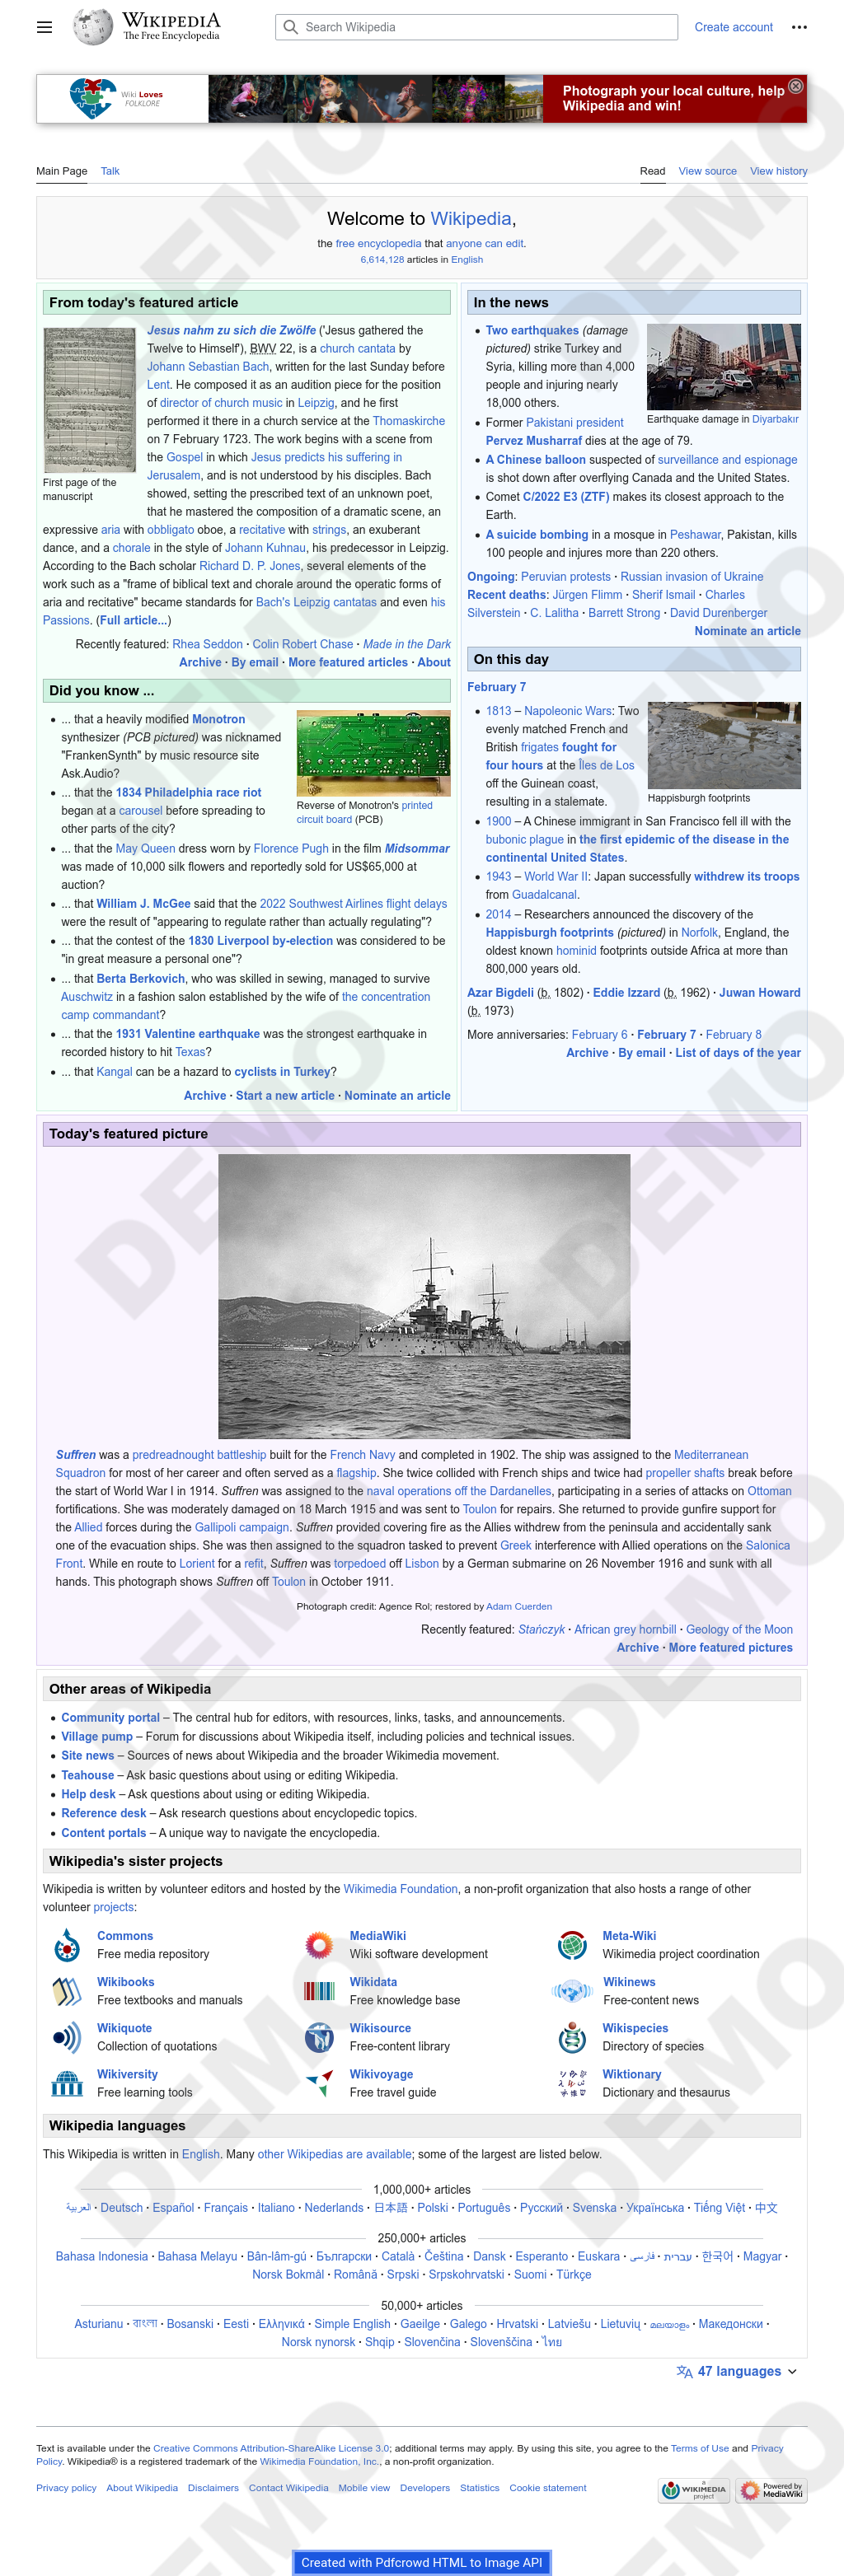 WIKIPEDIA
The Free Encyclopedia
Search Wikipedia
Create account
Wiki Loves
FOLKLORE
Photograph your local culture, help
Wikipedia and win!
Main Page Talk
Read View source View history
Welcome to Wikipedia,
the free encyclopedia that anyone can edit.
6,614,128 articles in English
From today's featured article
Jesus nahm zu sich die Zwölfe ('Jesus gathered the
Twelve to Himself'), BWV 22, is a church cantata by
Johann Sebastian Bach, written for the last Sunday before
Lent. He composed it as an audition piece for the position
of director of church music in Leipzig, and he first
performed it there in a church service at the Thomaskirche
on 7 February 1723. The work begins with a scene from
the Gospel in which Jesus predicts his suffering in
Jerusalem, and is not understood by his disciples. Bach
showed, setting the prescribed text of an unknown poet,
that he mastered the composition of a dramatic scene, an
First page of the
manuscript
expressive aria with obbligato oboe, a recitative with strings, an exuberant
dance, and a chorale in the style of Johann Kuhnau, his predecessor in Leipzig.
According to the Bach scholar Richard D. P. Jones, several elements of the
work such as a "frame of biblical text and chorale around the operatic forms of
aria and recitative" became standards for Bach's Leipzig cantatas and even his
Passions. (Full article...)
Recently featured: Rhea Seddon · Colin Robert Chase · Made in the Dark
Archive · By email · More featured articles · About
Did you know ...
... that a heavily modified Monotron
synthesizer (PCB pictured) was nicknamed
"FrankenSynth" by music resource site
Ask.Audio?
... that the 1834 Philadelphia race riot
began at a carousel before spreading to
other parts of the city?
Reverse of Monotron's printed
circuit board (PCB)
... that the May Queen dress worn by Florence Pugh in the film Midsommar
was made of 10,000 silk flowers and reportedly sold for US$65,000 at
auction?
... that William J. McGee said that the 2022 Southwest Airlines flight delays
were the result of "appearing to regulate rather than actually regulating"?
... that the contest of the 1830 Liverpool by-election was considered to be
"in great measure a personal one"?
... that Berta Berkovich, who was skilled in sewing, managed to survive
Auschwitz in a fashion salon established by the wife of the concentration
camp commandant?
... that the 1931 Valentine earthquake was the strongest earthquake in
recorded history to hit Texas?
... that Kangal can be a hazard to cyclists in Turkey?
Archive · Start a new article · Nominate an article
In the news
Two earthquakes (damage
pictured) strike Turkey and
Syria, killing more than 4,000
people and injuring nearly
18,000 others.
Earthquake damage in Diyarbakır
Former Pakistani president
Pervez Musharraf dies at the age of 79.
A Chinese balloon suspected of surveillance and espionage
is shot down after overflying Canada and the United States.
Comet C/2022 E3 (ZTF) makes its closest approach to the
Earth.
A suicide bombing in a mosque in Peshawar, Pakistan, kills
100 people and injures more than 220 others.
Ongoing: Peruvian protests · Russian invasion of Ukraine
Recent deaths: Jürgen Flimm · Sherif Ismail · Charles
Silverstein · C. Lalitha · Barrett Strong · David Durenberger
Nominate an article
On this day
February 7
1813 – Napoleonic Wars: Two
evenly matched French and
British frigates fought for
four hours at the Îles de Los
off the Guinean coast,
resulting in a stalemate.
Happisburgh footprints
1900 – A Chinese immigrant in San Francisco fell ill with the
bubonic plague in the first epidemic of the disease in the
continental United States.
1943 – World War II: Japan successfully withdrew its troops
from Guadalcanal.
2014 – Researchers announced the discovery of the
Happisburgh footprints (pictured) in Norfolk, England, the
oldest known hominid footprints outside Africa at more than
800,000 years old.
Azar Bigdeli (b. 1802) · Eddie Izzard (b. 1962) · Juwan Howard
(b. 1973)
More anniversaries: February 6 · February 7 · February 8
Archive · By email · List of days of the year
Today's featured picture
Suffren was a predreadnought battleship built for the French Navy and completed in 1902. The ship was assigned to the Mediterranean
Squadron for most of her career and often served as a flagship. She twice collided with French ships and twice had propeller shafts break before
the start of World War I in 1914. Suffren was assigned to the naval operations off the Dardanelles, participating in a series of attacks on Ottoman
fortifications. She was moderately damaged on 18 March 1915 and was sent to Toulon for repairs. She returned to provide gunfire support for
the Allied forces during the Gallipoli campaign. Suffren provided covering fire as the Allies withdrew from the peninsula and accidentally sank
one of the evacuation ships. She was then assigned to the squadron tasked to prevent Greek interference with Allied operations on the Salonica
Front. While en route to Lorient for a refit, Suffren was torpedoed off Lisbon by a German submarine on 26 November 1916 and sunk with all
hands. This photograph shows Suffren off Toulon in October 1911.
Photograph credit: Agence Rol; restored by Adam Cuerden
Recently featured: Stańczyk · African grey hornbill · Geology of the Moon
Archive · More featured pictures
Other areas of Wikipedia
Community portal – The central hub for editors, with resources, links, tasks, and announcements.
Village pump – Forum for discussions about Wikipedia itself, including policies and technical issues.
Site news – Sources of news about Wikipedia and the broader Wikimedia movement.
Teahouse – Ask basic questions about using or editing Wikipedia.
Help desk – Ask questions about using or editing Wikipedia.
Reference desk – Ask research questions about encyclopedic topics.
Content portals – A unique way to navigate the encyclopedia.
Wikipedia's sister projects
Wikipedia is written by volunteer editors and hosted by the Wikimedia Foundation, a non-profit organization that also hosts a range of other
volunteer projects:
Commons
Free media repository
MediaWiki
Wiki software development
Meta-Wiki
Wikimedia project coordination
Wikibooks
Free textbooks and manuals
Wikidata
Free knowledge base
Wikinews
Free-content news
Wikiquote
Collection of quotations
Wikisource
Free-content library
Wikispecies
Directory of species
Wikiversity
Free learning tools
Wikivoyage
Free travel guide
Wiktionary
Dictionary and thesaurus
Wikipedia languages
This Wikipedia is written in English. Many other Wikipedias are available; some of the largest are listed below.
1,000,000+ articles
العربية · Deutsch · Español · Français · Italiano · Nederlands · 日本語 · Polski · Português · Русский · Svenska · Українська · Tiếng Việt · 中文
250,000+ articles
Bahasa Indonesia · Bahasa Melayu · Bân-lâm-gú · Български · Català · Čeština · Dansk · Esperanto · Euskara · فارسی · עברית · 한국어 · Magyar ·
Norsk Bokmål · Română · Srpski · Srpskohrvatski · Suomi · Türkçe
50,000+ articles
Asturianu · বাংলা · Bosanski · Eesti · Ελληνικά · Simple English · Gaeilge · Galego · Hrvatski · Latviešu · Lietuvių · മലയാളം · Македонски ·
Norsk nynorsk · Shqip · Slovenčina · Slovenščina · ไทย
47 languages
Text is available under the Creative Commons Attribution-ShareAlike License 3.0; additional terms may apply. By using this site, you agree to the Terms of Use and Privacy
Policy. Wikipedia® is a registered trademark of the Wikimedia Foundation, Inc., a non-profit organization.
Privacy policy About Wikipedia Disclaimers Contact Wikipedia Mobile view Developers Statistics Cookie statement
a
WIKIMEDIA
project
Powered by
MediaWiki
Created with Pdfcrowd HTML to Image API
DEMO
DEMO
DEMO
DEMO
DEMO
DEMO
DEMO
DEMO
DEMO
DEMO
DEMO
DEMO